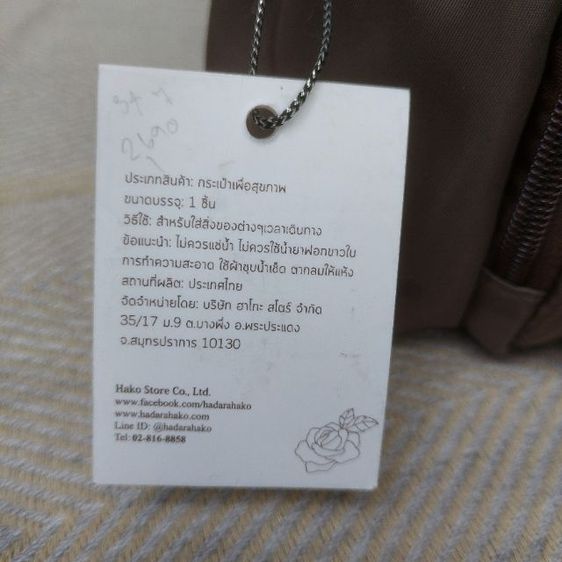 2690
ประเภทสินค้า: กระเป๋าเพื่อสุขภาพ
ขนาดบรรจุ: 1 ชิ้น
วิธีใช้: สำหรับใส่สิ่งของต่างๆเวลาเดินทาง
ข้อแนะนำ: ไม่ควรแช่น้ำ ไม่ควรใช้น้ำยาฟอกขาวใน
การทำความสะอาด ใช้ผ้าชุบน้ำเช็ด ตากลมให้แห้ง
สถานที่ผลิต: ประเทศไทย
จัดจำหน่ายโดย: บริษัท ฮาโกะ สโตร์ จำกัด
35/17 ม.9 ต.บางพึ่ง อ.พระประแดง
จ.สมุทรปราการ 10130
Hako Store Co., Ltd.
www.facebook.com/hadarahako
www.hadarahako.com
Line ID: @hadarahako
Tel: 02-816-8858